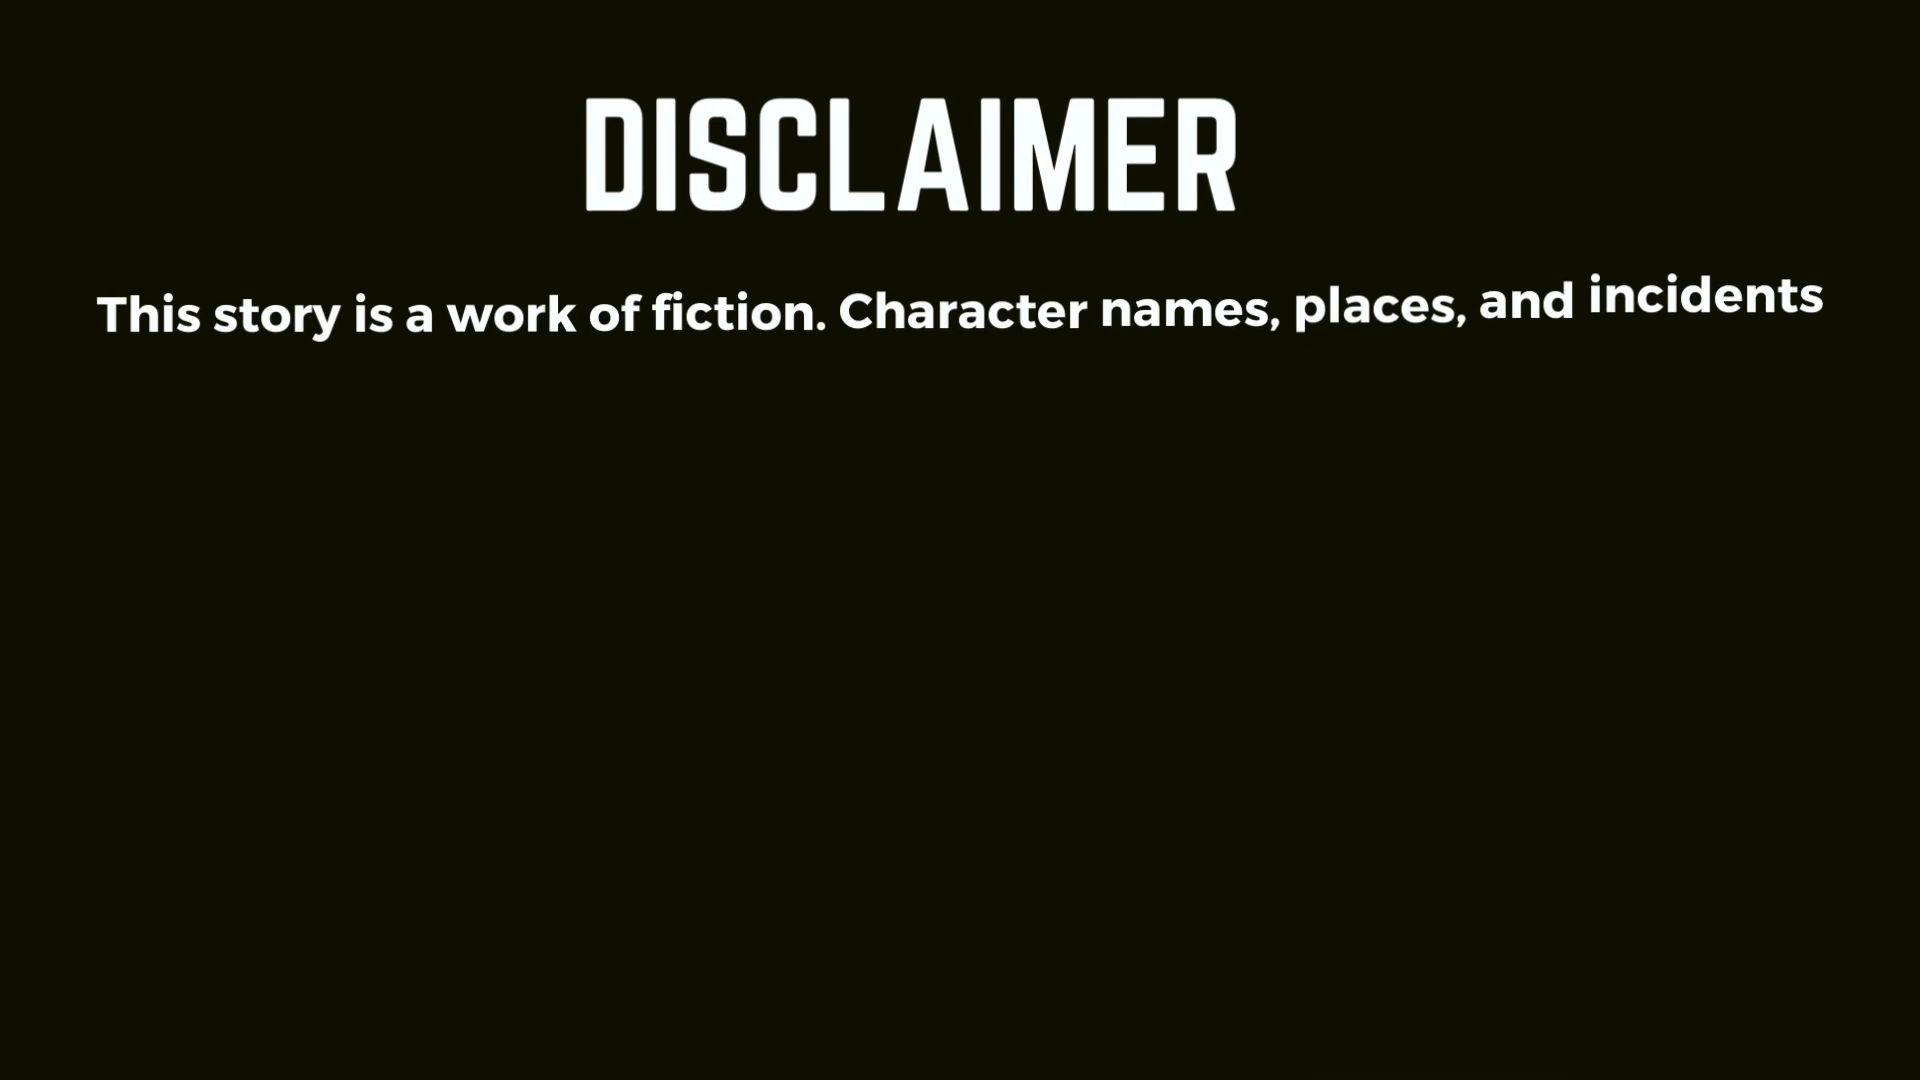 DISCLAIMER
This story is a work of fiction. Character names, places, and incidents